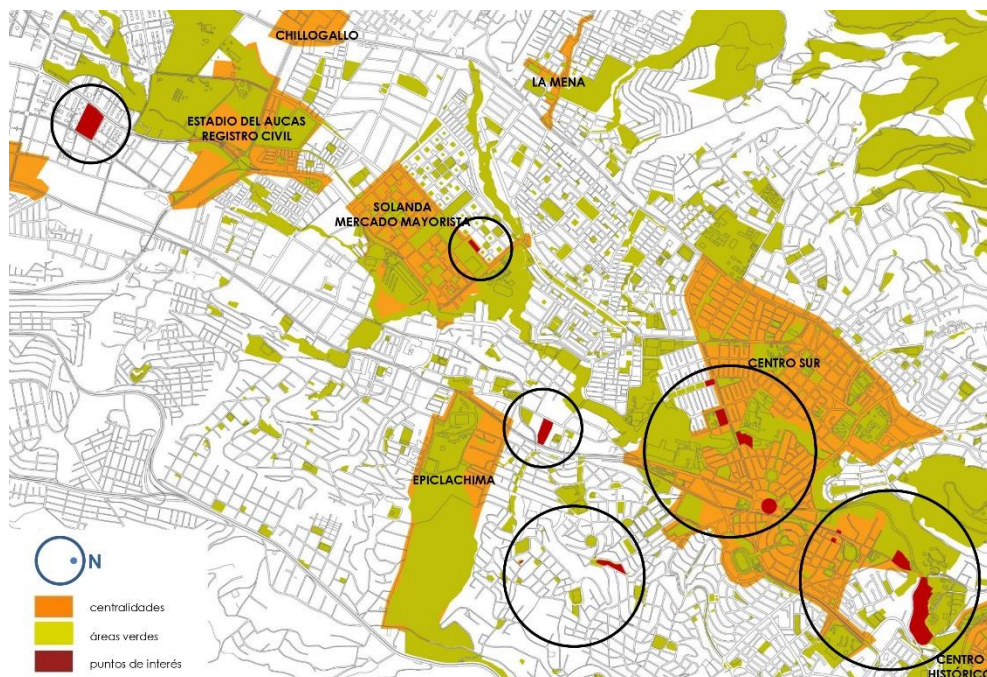 CHILLOGALLO
LA MENA
ESTADIO DEL AUCAS
REGISTRO CIVIL
SOLANDA
MERCADO MAYORISTA
CENTRO SUR
EPICLACHIMA
N
centralidades
áreas verdes
puntos de interés
CENTRO
HISTÓRICO